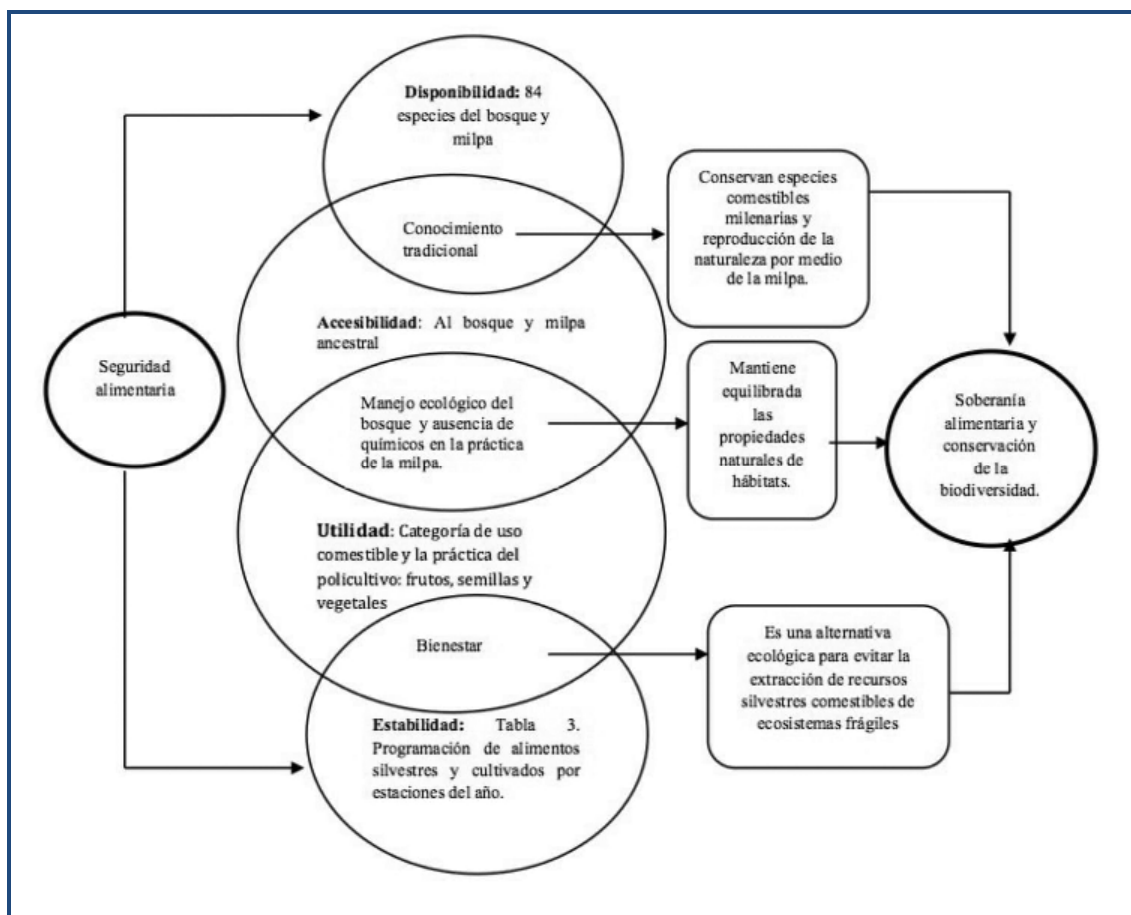 Disponibilidad: 84
especies del bosque y
milpa
Conocimiento
tradicional
Conservan especies
comestibles
milenarias y
reproducción de la
naturaleza por medio
de la milpa.
Accesibilidad: Al bosque y milpa
ancestral
Seguridad
alimentaria
Manejo ecológico del
bosque y ausencia de
químicos en la práctica
de la milpa.
Mantiene
equilibrada
las
propiedades
naturales de
hábitats.
Soberanía
alimentaria y
conservación
de la
biodiversidad.
Utilidad: Categoría de uso
comestible y la práctica del
policultivo: frutos, semillas y
vegetales
Bienestar
Es una alternativa
ecológica para evitar la
extracción de recursos
silvestres comestibles de
ecosistemas frágiles
Estabilidad: Tabla 3.
Programación de alimentos
silvestres y cultivados por
estaciones del año.